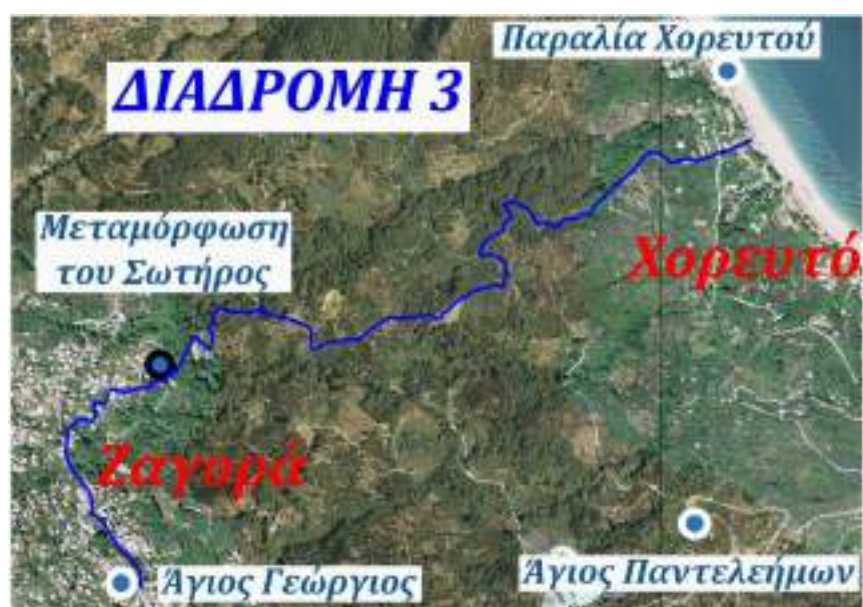 Παραλία Χορευτού
ΔΙΑΔΡΟΜΗ 3
Μεταμόρφωση
του Σωτήρος
Χορευτό
Ζαγορά
Άγιος Γεώργιος
Άγιος Παντελεήμων